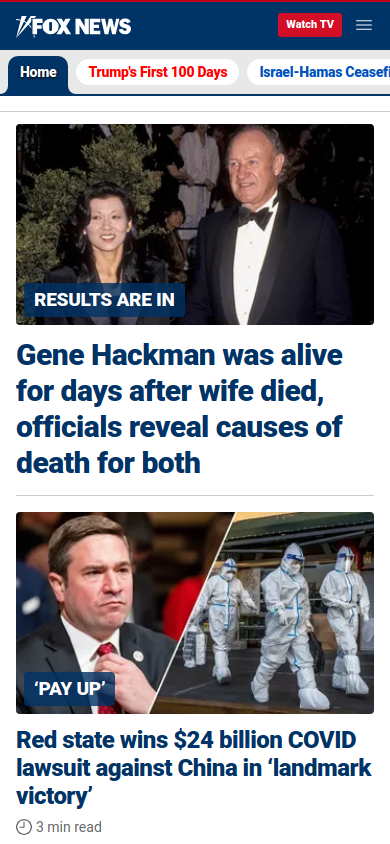 FOX NEWS
Watch TV
Home
Trump's First 100 Days
Israel-Hamas Ceasefi
RESULTS ARE IN
Gene Hackman was alive
for days after wife died,
officials reveal causes of
death for both
‘PAY UP’
Red state wins $24 billion COVID
lawsuit against China in ‘landmark
victory’
3 min read